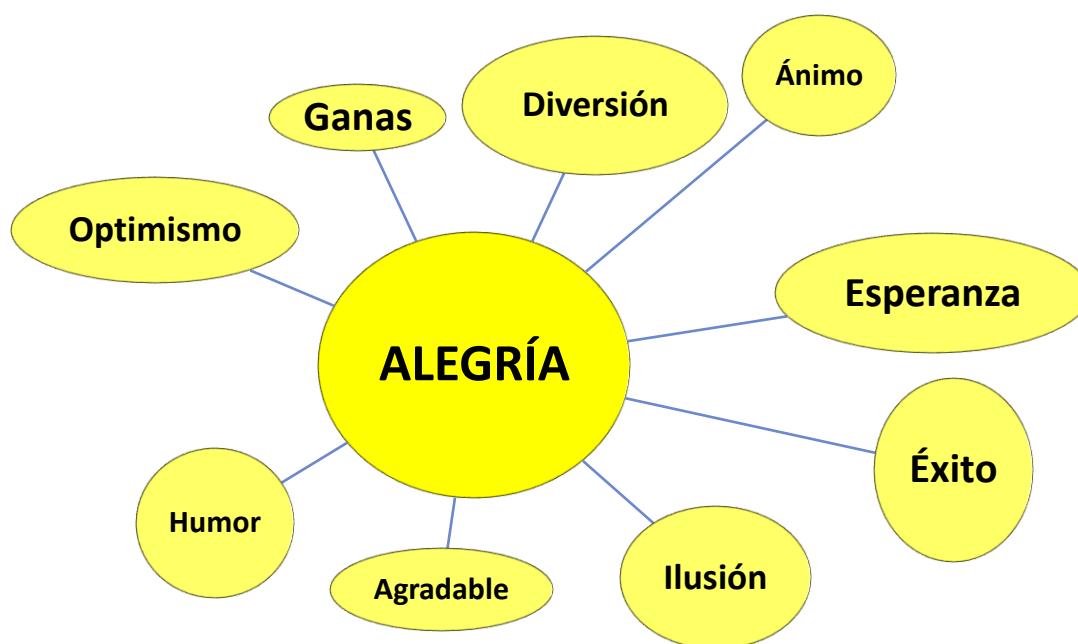 Ánimo
Diversión
Ganas
Optimismo
Esperanza
ALEGRÍA
Éxito
Humor
Ilusión
Agradable